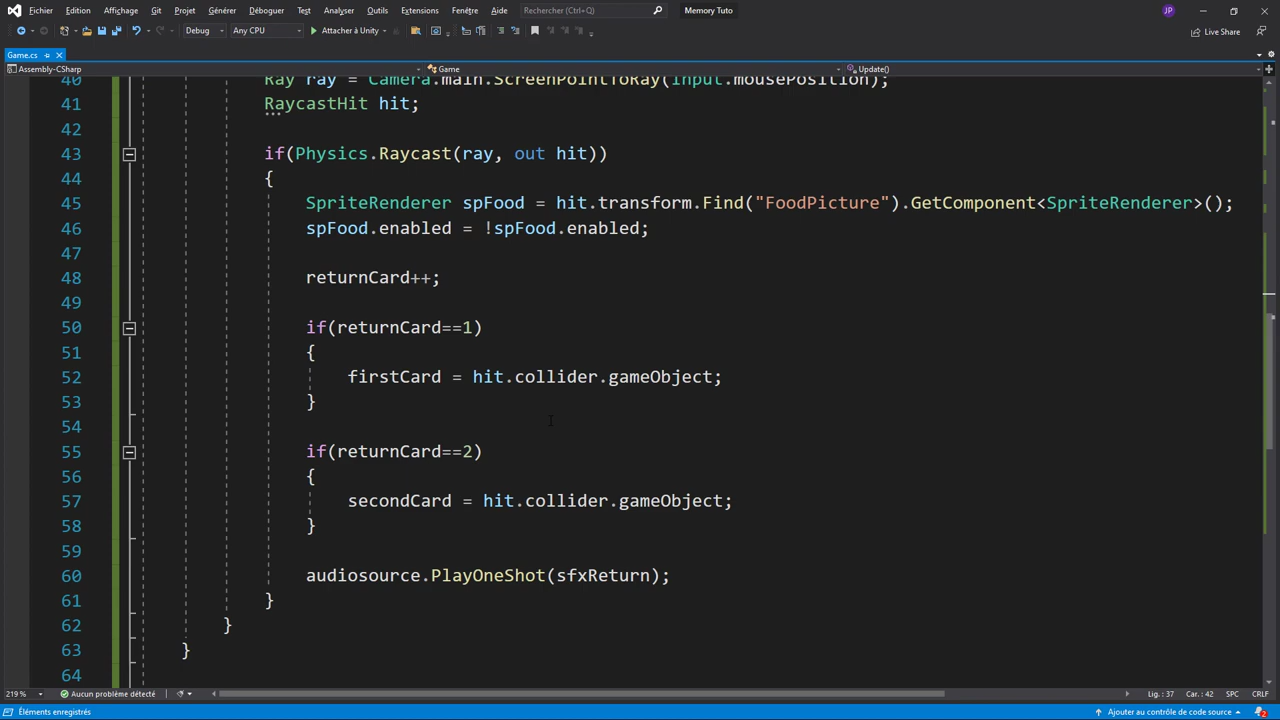 Fichier Edition Affichage Git Projet Générer Déboguer Test Analyser Outils Extensions Fenêtre Aide Rechercher (Ctrl+Q) Memory Tuto JP
Debug Any CPU Attacher à Unity Live Share
Game.cs
Assembly-CSharp Game Update()
40 Ray ray = Camera.main.ScreenPointToRay(Input.mousePosition);
41 RaycastHit hit;
42
43 if(Physics.Raycast(ray, out hit))
44 {
45 SpriteRenderer spFood = hit.transform.Find("FoodPicture").GetComponent<SpriteRenderer>();
46 spFood.enabled = !spFood.enabled;
47
48 returnCard++;
49
50 if(returnCard==1)
51 {
52 firstCard = hit.collider.gameObject;
53 }
54
55 if(returnCard==2)
56 {
57 secondCard = hit.collider.gameObject;
58 }
59
60 audiosource.PlayOneShot(sfxReturn);
61 }
62 }
63 }
64
219 % Aucun problème détecté Lig. : 37 Car. : 42 SPC CRLF
Éléments enregistrés Ajouter au contrôle de code source 2